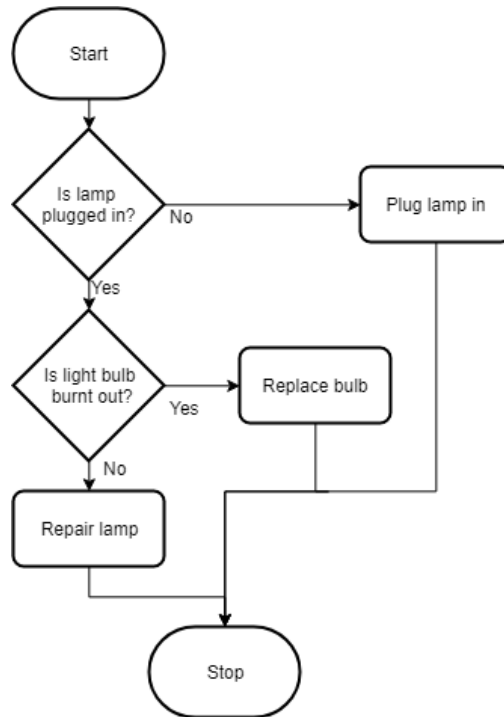 Start
Is lamp
plugged in?
No
Plug lamp in
Yes
Is light bulb
burnt out?
Yes
Replace bulb
No
Repair lamp
Stop